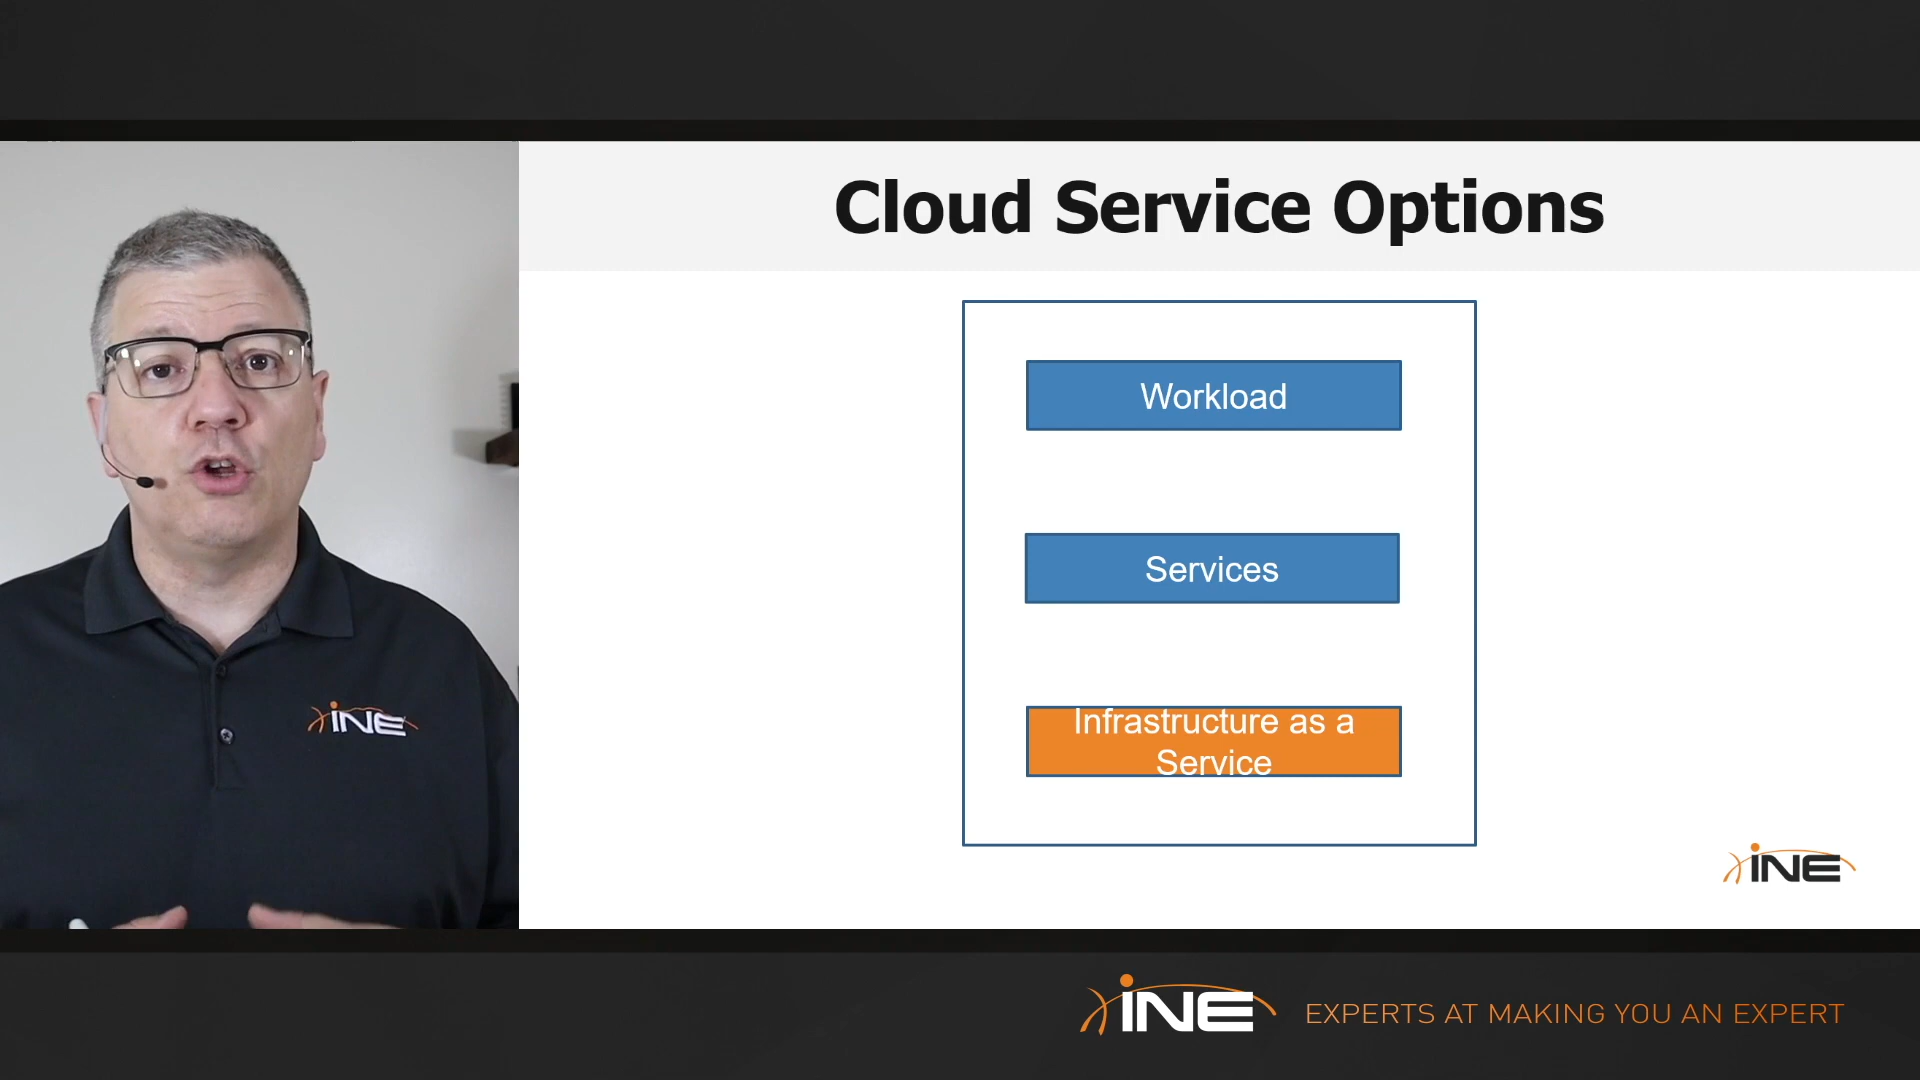 Cloud Service Options
Workload
Services
Infrastructure as a
Service
INE
INE
INE
EXPERTS AT MAKING YOU AN EXPERT